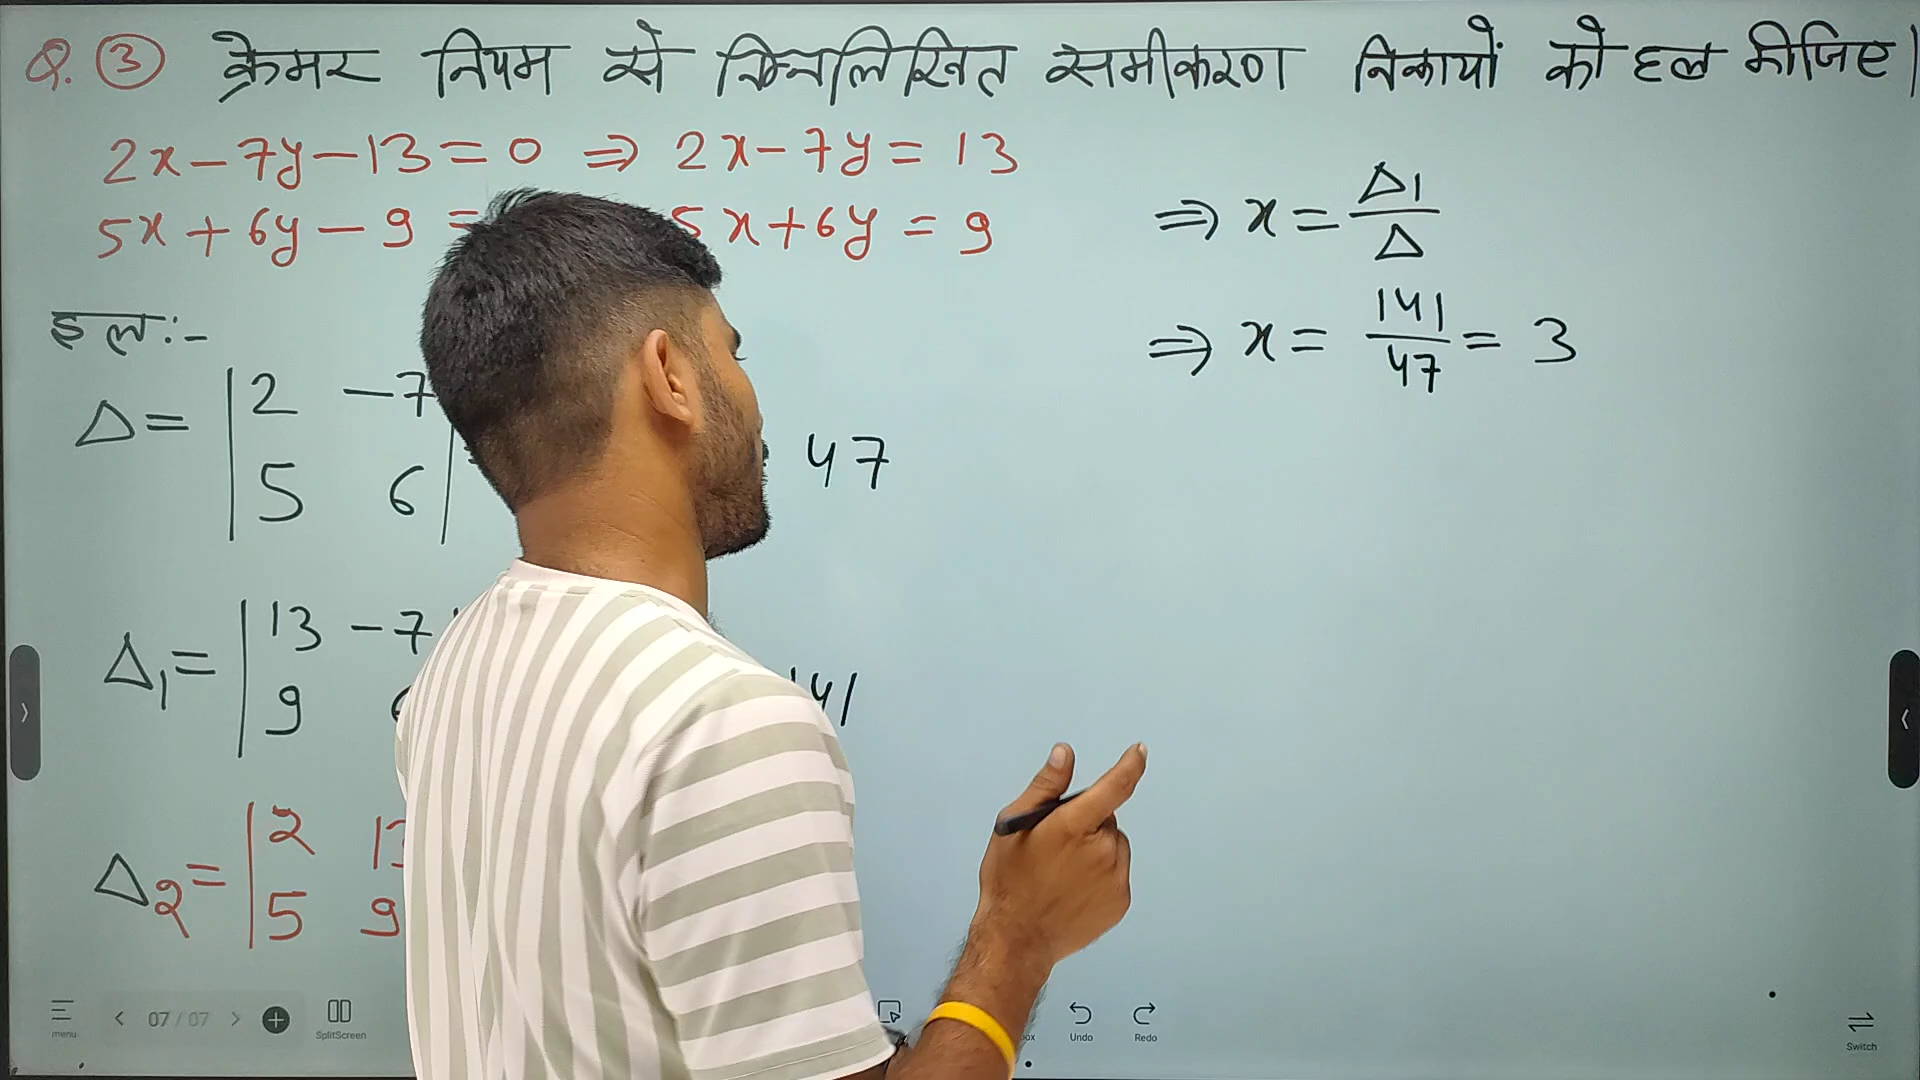 Q. ③ क्रेमर नियम से निम्नलिखित समीकरण निकायों को हल कीजिए।
2x-7y-13=0 ⇒ 2x-7y=13
5x+6y-9= 5x+6y=9
हल:-
Δ= |2 -7
5 6| 47
Δ1= |13 -7
9
Δ2= |2
5 9
⇒ x= Δ1/Δ
⇒ x= 141/47 = 3
menu
< 07/07 >
SplitScreen
Undo
Redo
Switch